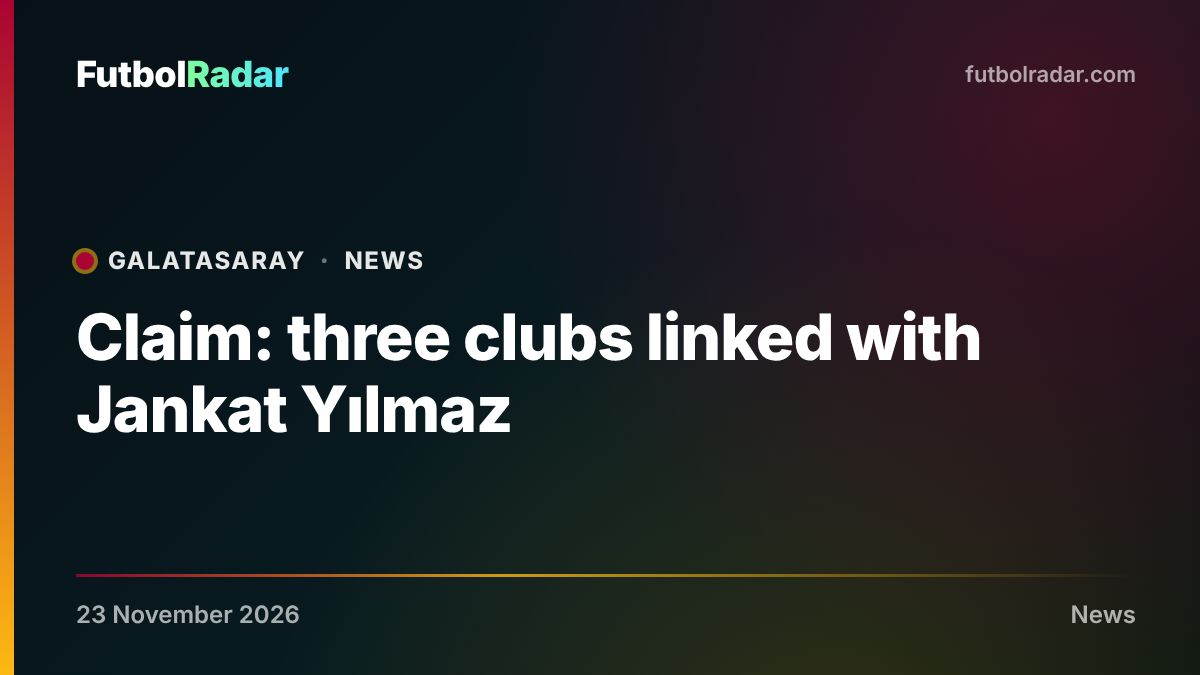 FutbolRadar
futbolradar.com
GALATASARAY · NEWS
Claim: three clubs linked with
Jankat Yılmaz
23 November 2026
News